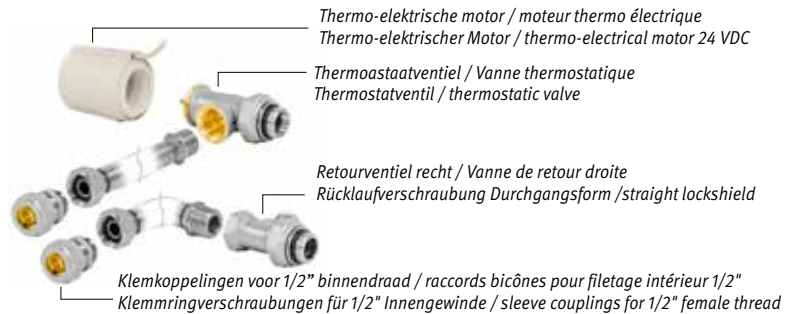 Thermo-elektrische motor / moteur thermo électrique
Thermo-elektrischer Motor / thermo-electrical motor 24 VDC
Thermoastaatventiel / Vanne thermostatique
Thermostatventil / thermostatic valve
Retourventiel recht / Vanne de retour droite
Rücklaufverschraubung Durchgangsform /straight lockshield
Klemkoppelingen voor 1/2” binnendraad / raccords bicônes pour filetage intérieur 1/2"
Klemmringverschraubungen für 1/2" Innengewinde / sleeve couplings for 1/2" female thread